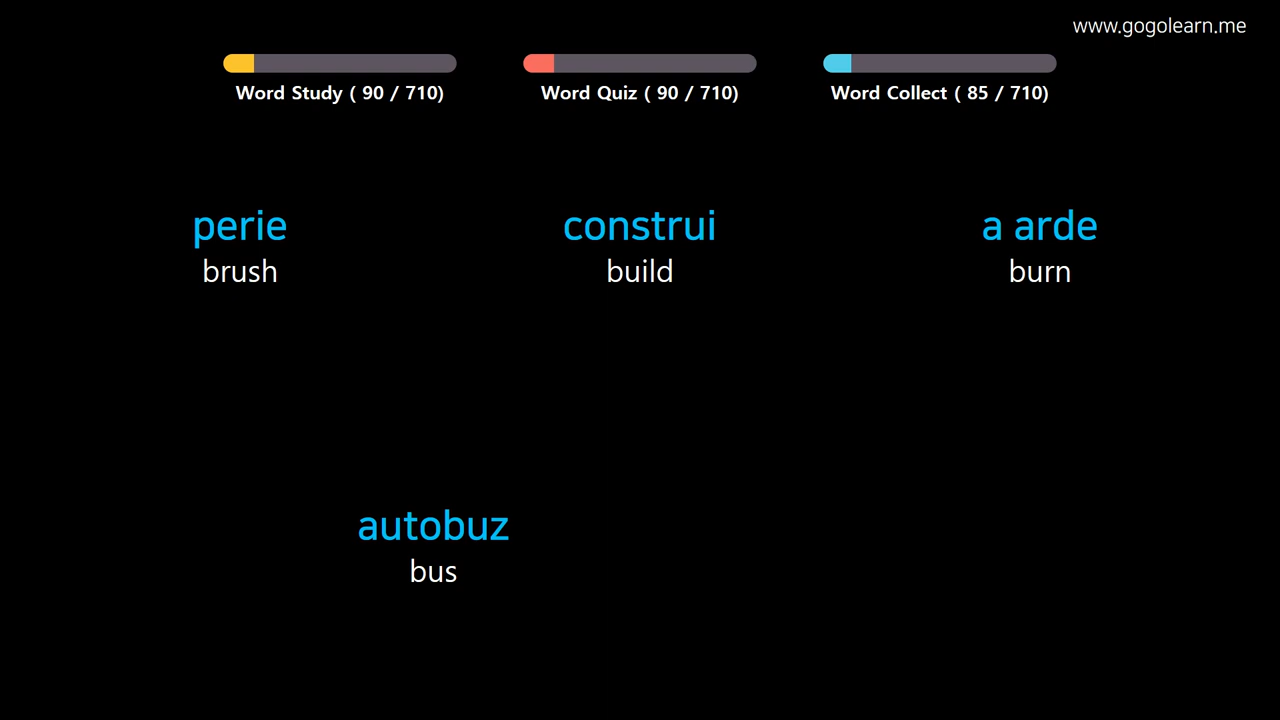 www.gogolearn.me
Word Study ( 90 / 710)
Word Quiz ( 90 / 710)
Word Collect ( 85 / 710)
perie
brush
construi
build
a arde
burn
autobuz
bus